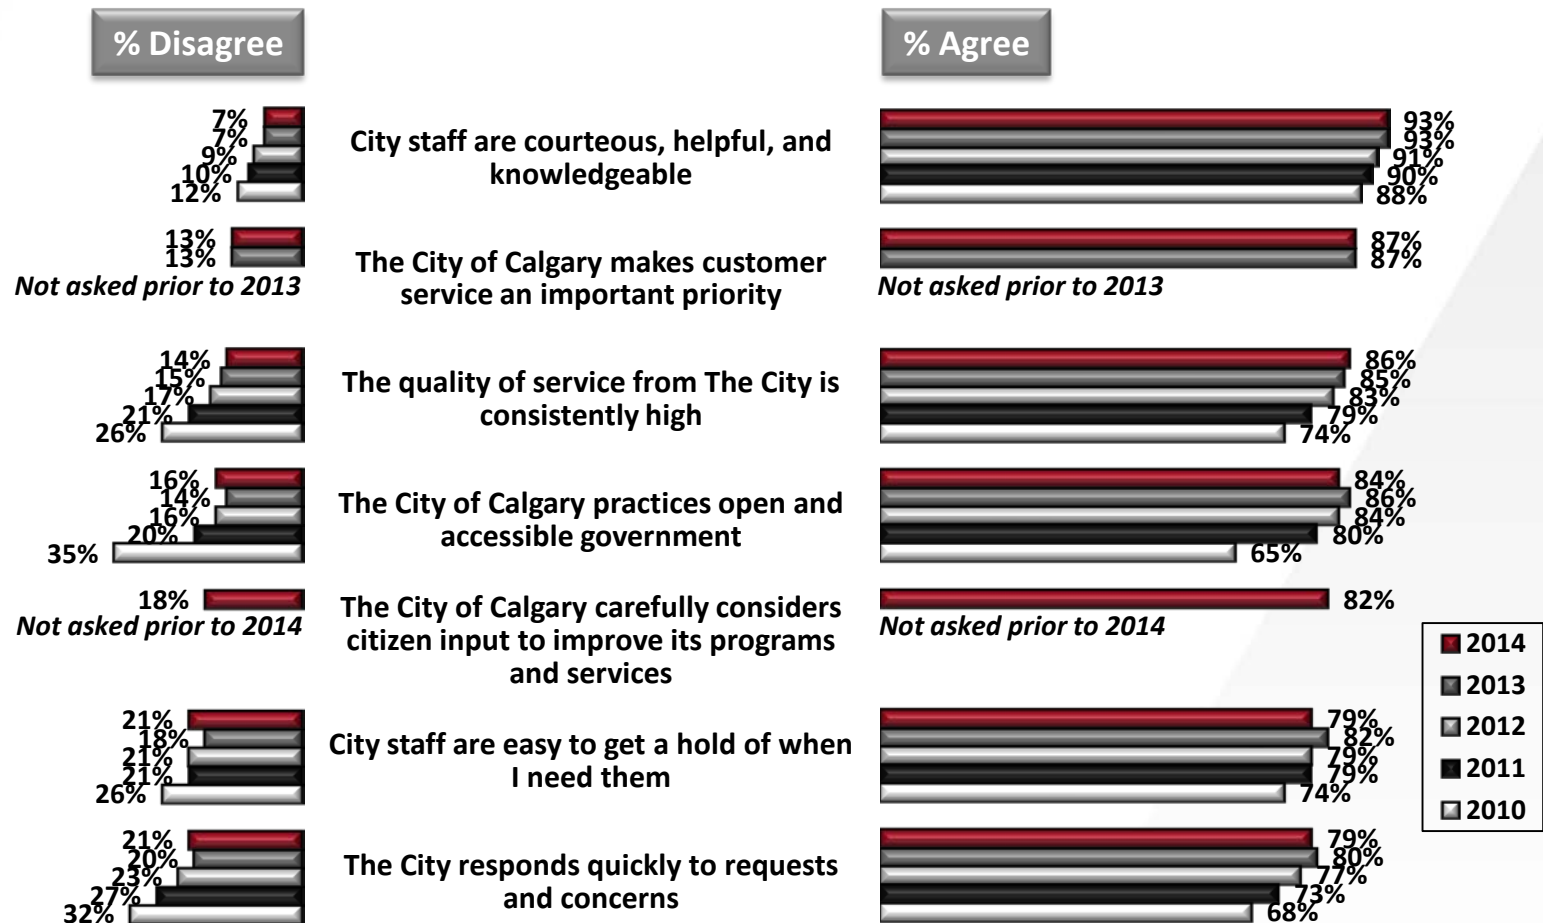 % Disagree
% Agree
7%
7%
9%
10%
12%
City staff are courteous, helpful, and
knowledgeable
93%
93%
91%
90%
88%
13%
13%
Not asked prior to 2013
The City of Calgary makes customer
service an important priority
87%
87%
Not asked prior to 2013
14%
15%
17%
21%
26%
The quality of service from The City is
consistently high
86%
85%
83%
79%
74%
16%
14%
16%
20%
35%
The City of Calgary practices open and
accessible government
84%
86%
84%
80%
65%
18%
Not asked prior to 2014
The City of Calgary carefully considers
citizen input to improve its programs
and services
82%
Not asked prior to 2014
21%
18%
21%
21%
26%
City staff are easy to get a hold of when
I need them
79%
82%
79%
79%
74%
21%
20%
23%
27%
32%
The City responds quickly to requests
and concerns
79%
80%
77%
73%
68%
2014
2013
2012
2011
2010